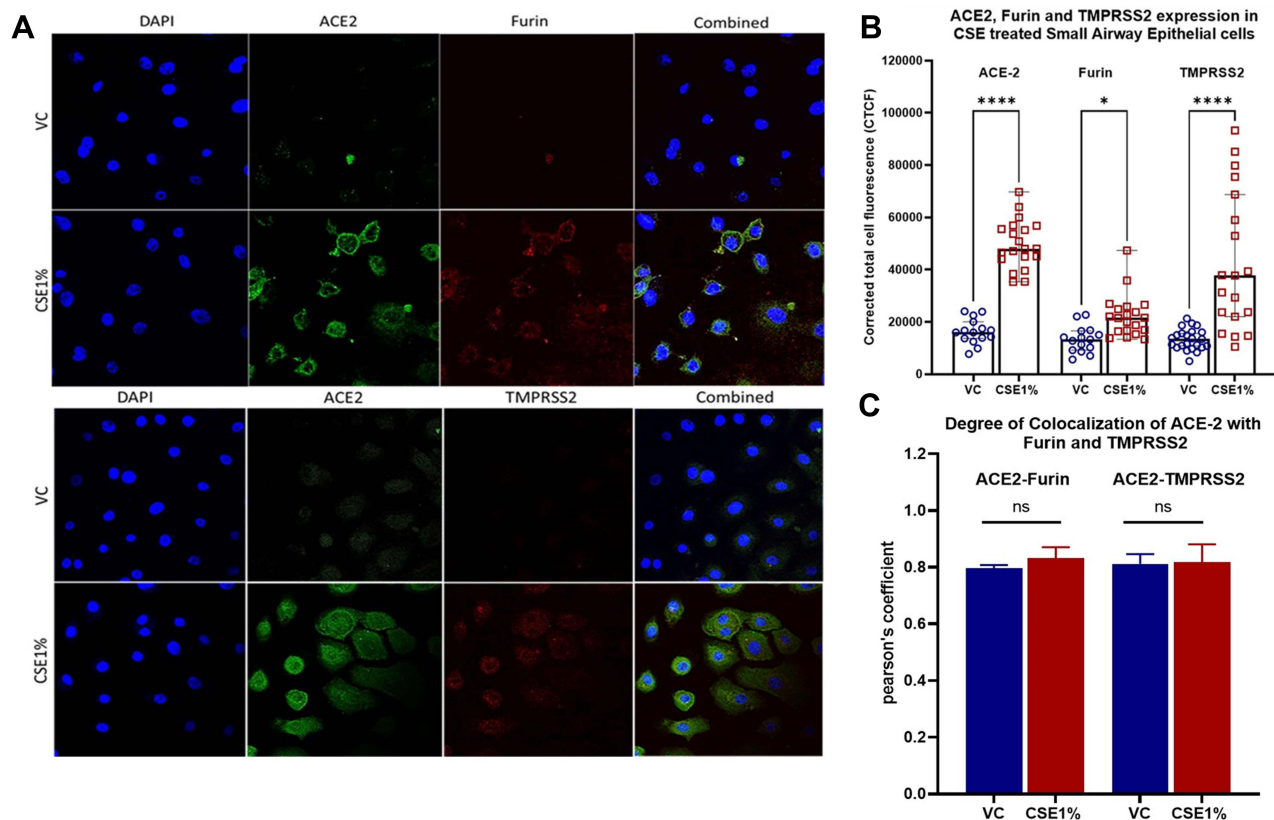 A
DAPI ACE2 Furin Combined
VC
CSE1%
DAPI ACE2 TMPRSS2 Combined
VC
CSE1%
B
ACE2, Furin and TMPRSS2 expression in
CSE treated Small Airway Epithelial cells
Corrected total cell fluorescence (CTCF)
120000
100000
80000
60000
40000
20000
0
ACE-2 Furin TMPRSS2
**** * ****
VC CSE1% VC CSE1% VC CSE1%
C
Degree of Colocalization of ACE-2 with
Furin and TMPRSS2
pearson's coefficient
1.2
1.0
0.8
0.6
0.4
0.2
0.0
ACE2-Furin ACE2-TMPRSS2
ns ns
VC CSE1% VC CSE1%